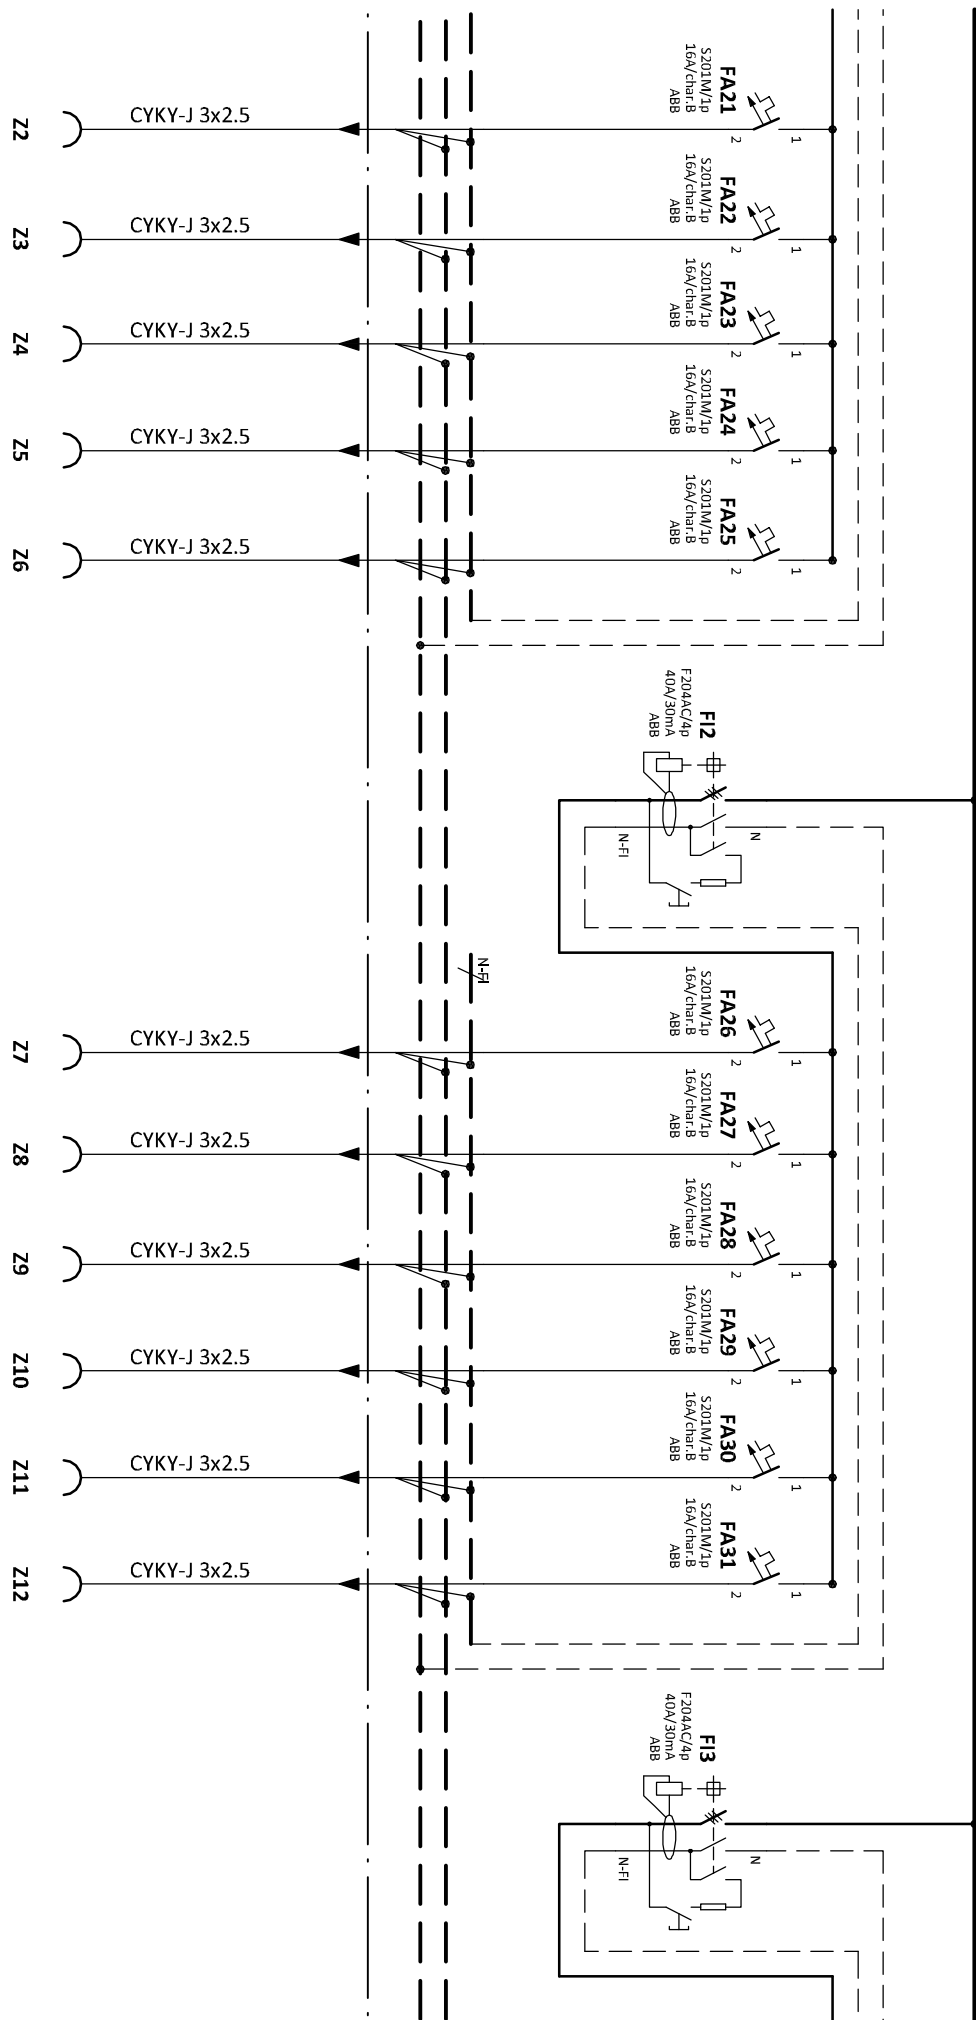 FA21
S201M/1p
16A/char.B
ABB
1
2
CYKY-J 3x2.5
Z2
FA22
S201M/1p
16A/char.B
ABB
1
2
CYKY-J 3x2.5
Z3
FA23
S201M/1p
16A/char.B
ABB
1
2
CYKY-J 3x2.5
Z4
FA24
S201M/1p
16A/char.B
ABB
1
2
CYKY-J 3x2.5
Z5
FA25
S201M/1p
16A/char.B
ABB
1
2
CYKY-J 3x2.5
Z6
FI2
F204AC/4p
40A/30mA
ABB
N
N-FI
N-FI
FA26
S201M/1p
16A/char.B
ABB
1
2
CYKY-J 3x2.5
Z7
FA27
S201M/1p
16A/char.B
ABB
1
2
CYKY-J 3x2.5
Z8
FA28
S201M/1p
16A/char.B
ABB
1
2
CYKY-J 3x2.5
Z9
FA29
S201M/1p
16A/char.B
ABB
1
2
CYKY-J 3x2.5
Z10
FA30
S201M/1p
16A/char.B
ABB
1
2
CYKY-J 3x2.5
Z11
FA31
S201M/1p
16A/char.B
ABB
1
2
CYKY-J 3x2.5
Z12
FI3
F204AC/4p
40A/30mA
ABB
N
N-FI